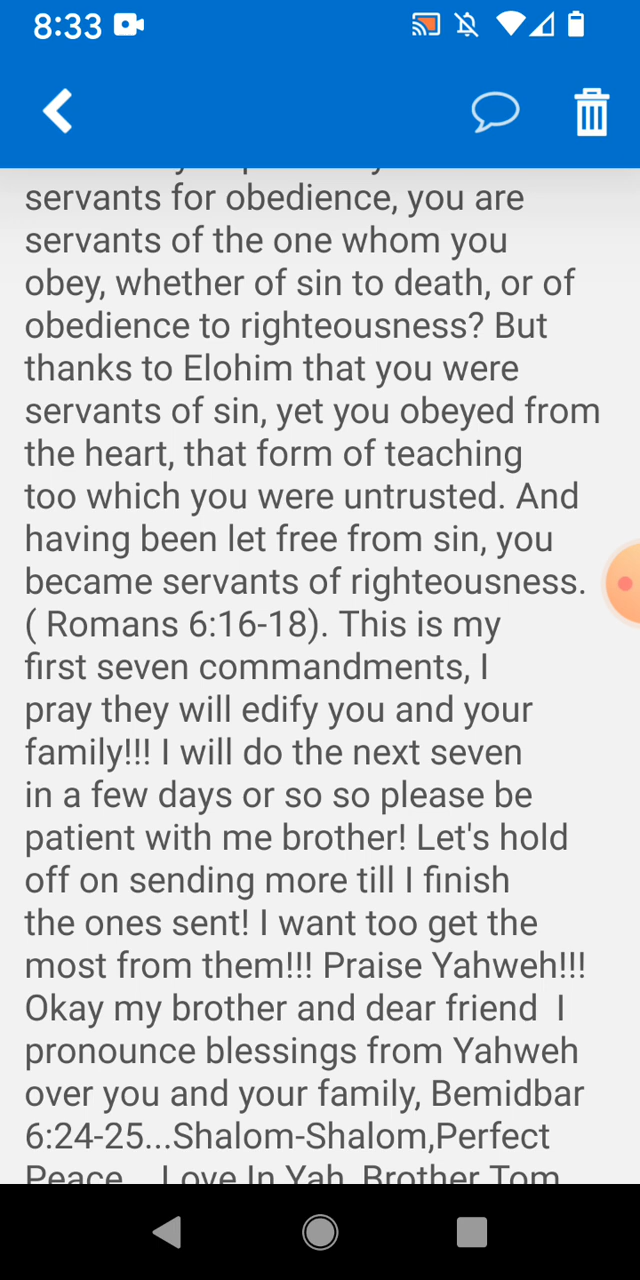 8:33
servants for obedience, you are
servants of the one whom you
obey, whether of sin to death, or of
obedience to righteousness? But
thanks to Elohim that you were
servants of sin, yet you obeyed from
the heart, that form of teaching
too which you were untrusted. And
having been let free from sin, you
became servants of righteousness.
( Romans 6:16-18). This is my
first seven commandments, I
pray they will edify you and your
family!!! I will do the next seven
in a few days or so so please be
patient with me brother! Let's hold
off on sending more till I finish
the ones sent! I want too get the
most from them!!! Praise Yahweh!!!
Okay my brother and dear friend  I
pronounce blessings from Yahweh
over you and your family, Bemidbar
6:24-25...Shalom-Shalom,Perfect
Peace... Love In Yah, Brother Tom